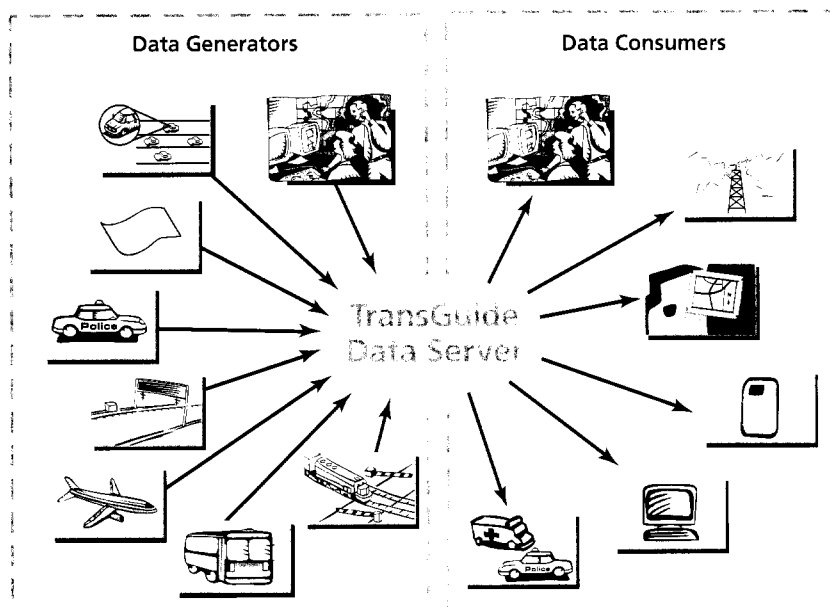 Data Generators
Data Consumers
TransGuide
Data Server
Police
Police